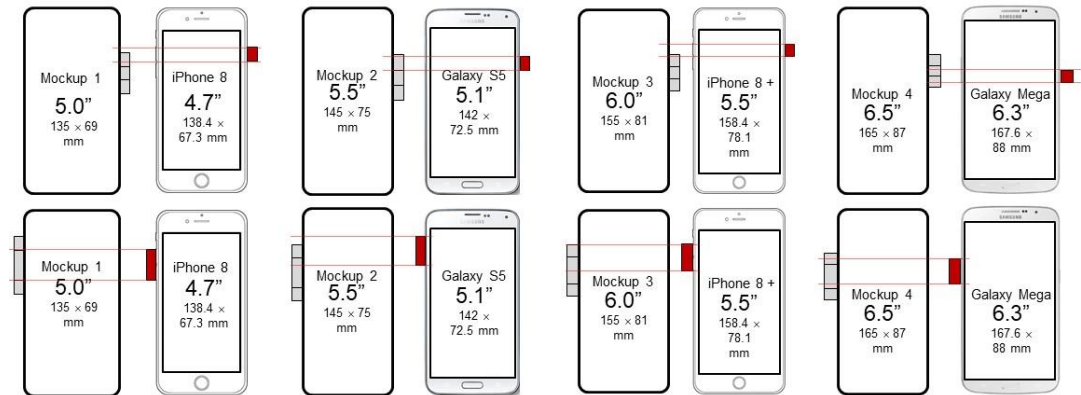 Mockup 1
5.0”
135 × 69
mm
iPhone 8
4.7”
138.4 ×
67.3 mm
Mockup 2
5.5”
145 × 75
mm
SAMSUNG
Galaxy S5
5.1”
142 ×
72.5 mm
Mockup 3
6.0”
155 × 81
mm
iPhone 8 +
5.5”
158.4 ×
78.1
mm
Mockup 4
6.5”
165 × 87
mm
SAMSUNG
Galaxy Mega
6.3”
167.6 ×
88 mm
Mockup 1
5.0”
135 × 69
mm
iPhone 8
4.7”
138.4 ×
67.3 mm
Mockup 2
5.5”
145 × 75
mm
SAMSUNG
Galaxy S5
5.1”
142 ×
72.5 mm
Mockup 3
6.0”
155 × 81
mm
iPhone 8 +
5.5”
158.4 ×
78.1
mm
Mockup 4
6.5”
165 × 87
mm
SAMSUNG
Galaxy Mega
6.3”
167.6 ×
88 mm